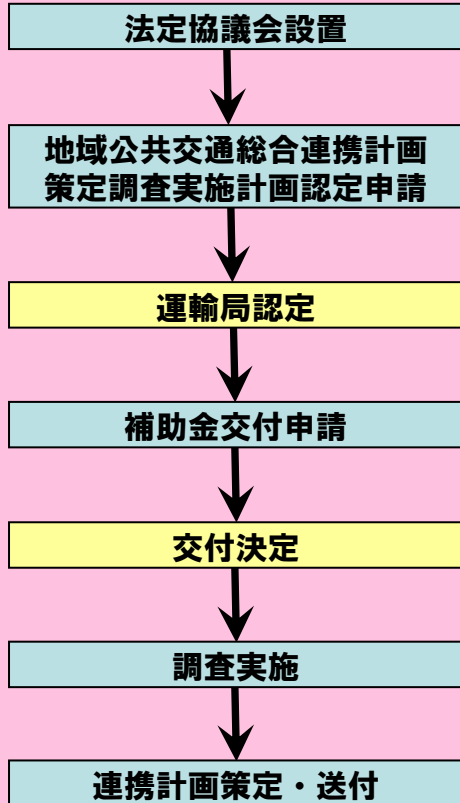 法定協議会設置
地域公共交通総合連携計画
策定調査実施計画認定申請
運輸局認定
補助金交付申請
交付決定
調査実施
連携計画策定・送付